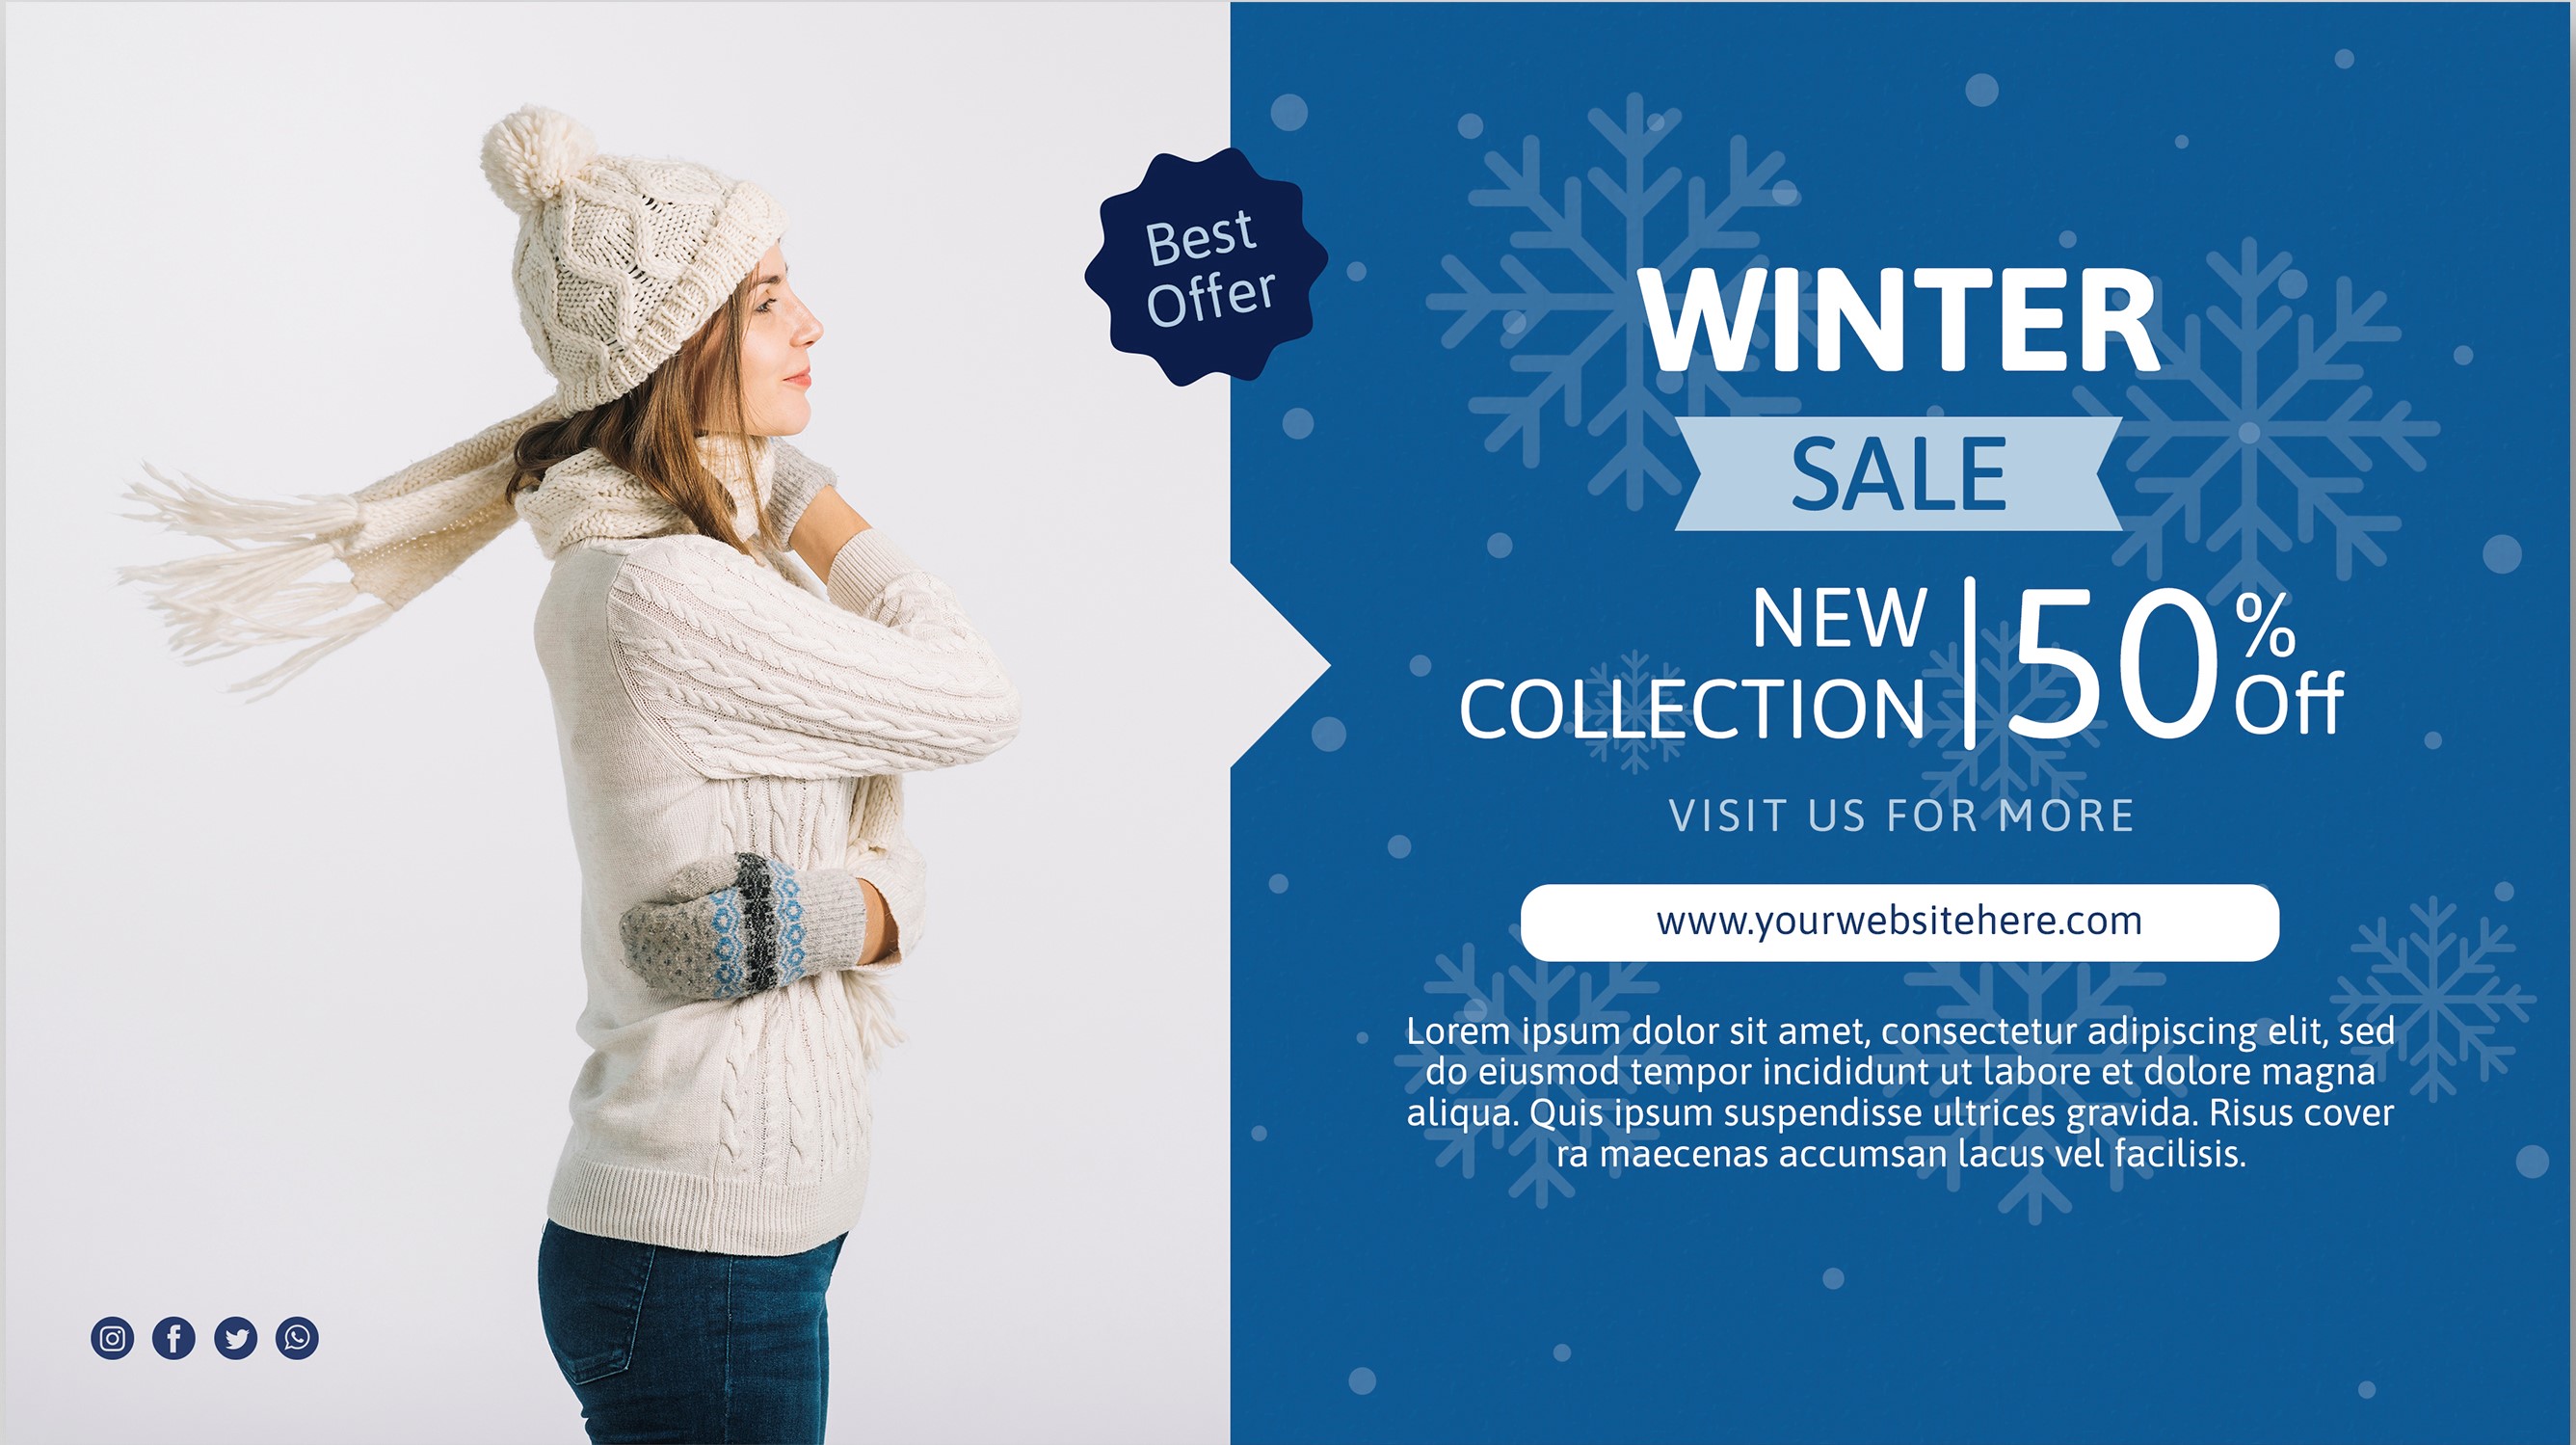 Best
Offer
WINTER
SALE
NEW
COLLECTION
50%
Off
VISIT US FOR MORE
www.yourwebsitehere.com
Lorem ipsum dolor sit amet, consectetur adipiscing elit, sed
do eiusmod tempor incididunt ut labore et dolore magna
aliqua. Quis ipsum suspendisse ultrices gravida. Risus cover
ra maecenas accumsan lacus vel facilisis.